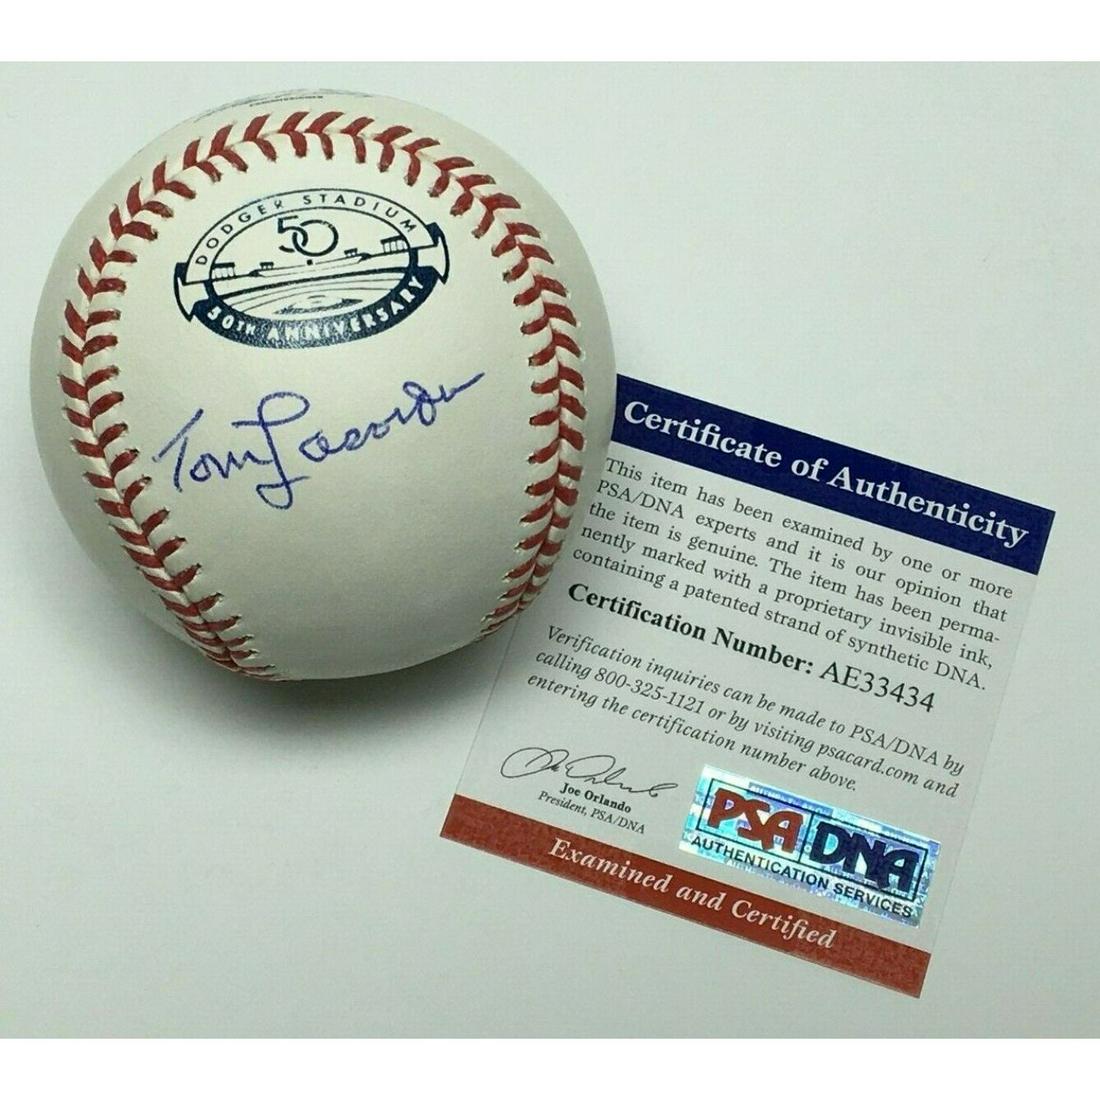 DODGER STADIUM
50
50TH ANNIVERSARY
Tom Lasorda
Certificate of Authenticity
This item has been examined by one or more
PSA/DNA experts and it is our opinion that
the item is genuine. The item has been perma-
nently marked with a proprietary invisible ink,
containing a patented strand of synthetic DNA.
Certification Number: AE33434
Verification inquiries can be made to PSA/DNA by
calling 800-325-1121 or by visiting psacard.com and
entering the certification number above.
Joe Orlando
President, PSA/DNA
PSA DNA
AUTHENTICATION SERVICES
Examined and Certified